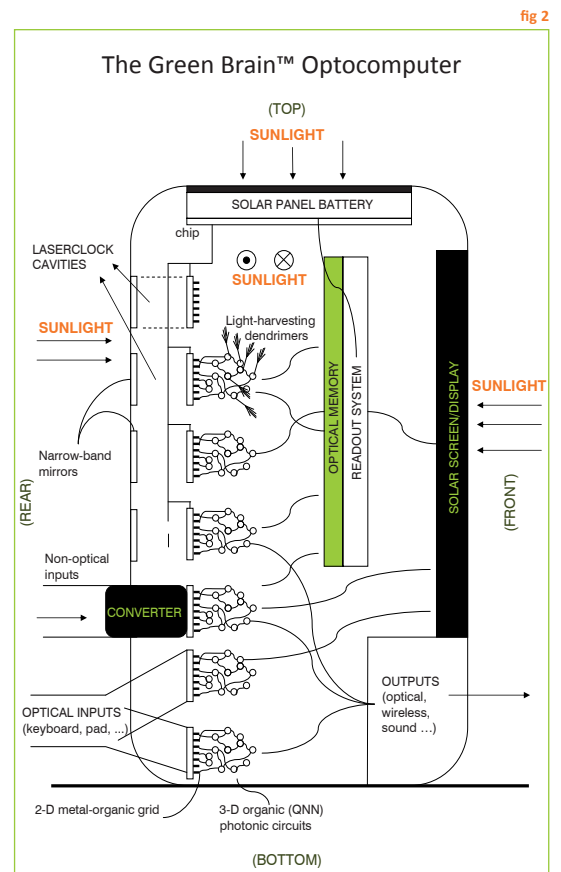 fig 2
The Green Brain™ Optocomputer
(TOP)
SUNLIGHT
SOLAR PANEL BATTERY
chip
LASERCLOCK
CAVITIES
SUNLIGHT
SUNLIGHT
Light-harvesting
dendrimers
SUNLIGHT
OPTICAL MEMORY
READOUT SYSTEM
SOLAR SCREEN/DISPLAY
Narrow-band
mirrors
(REAR)
(FRONT)
Non-optical
inputs
CONVERTER
OPTICAL INPUTS
(keyboard, pad, ...)
OUTPUTS
(optical,
wireless,
sound ...)
2-D metal-organic grid
3-D organic (QNN)
photonic circuits
(BOTTOM)